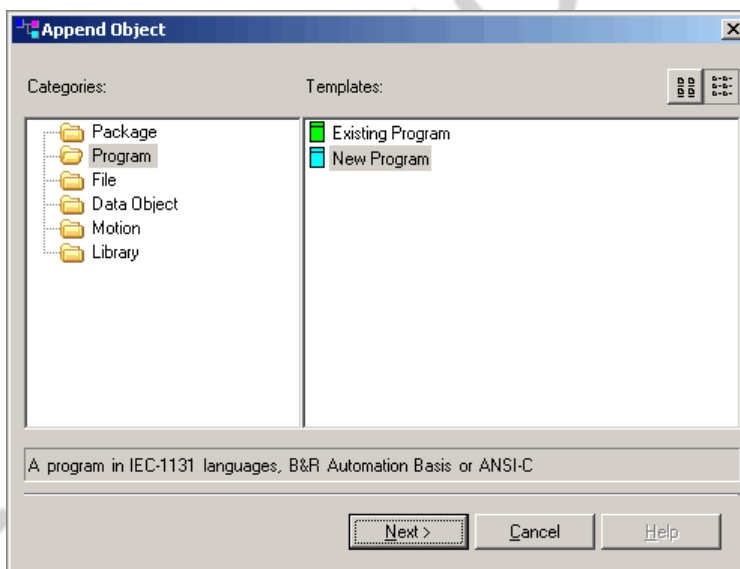 Append Object
Categories:
Templates:
Package
Program
File
Data Object
Motion
Library
Existing Program
New Program
A program in IEC-1131 languages, B&R Automation Basis or ANSI-C
Next >
Cancel
Help